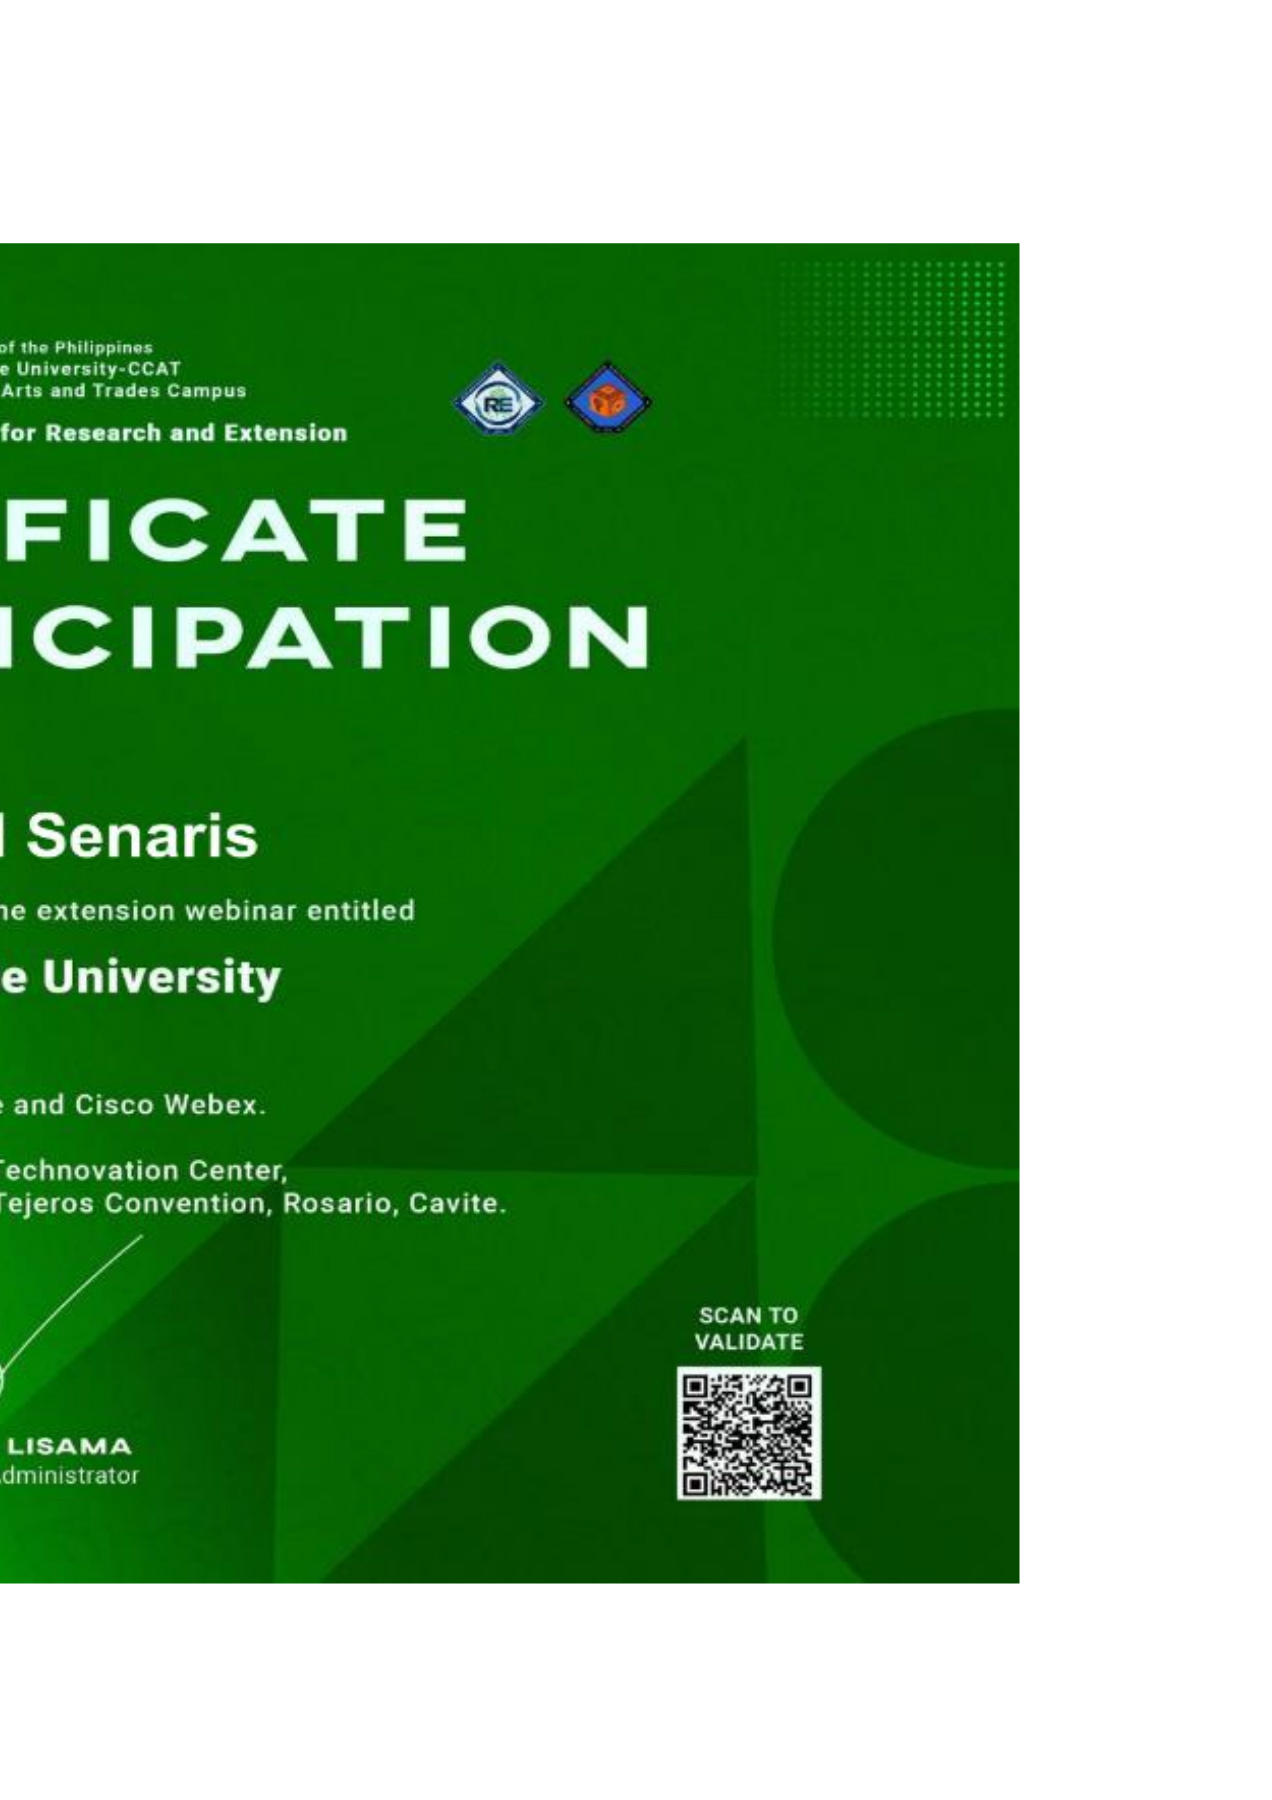 of the Philippines
e University-CCAT
Arts and Trades Campus
for Research and Extension
RE
FICATE
ICIPATION
l Senaris
he extension webinar entitled
e University
e and Cisco Webex.
Technovation Center,
Tejeros Convention, Rosario, Cavite.
SCAN TO
VALIDATE
LISAMA
dministrator